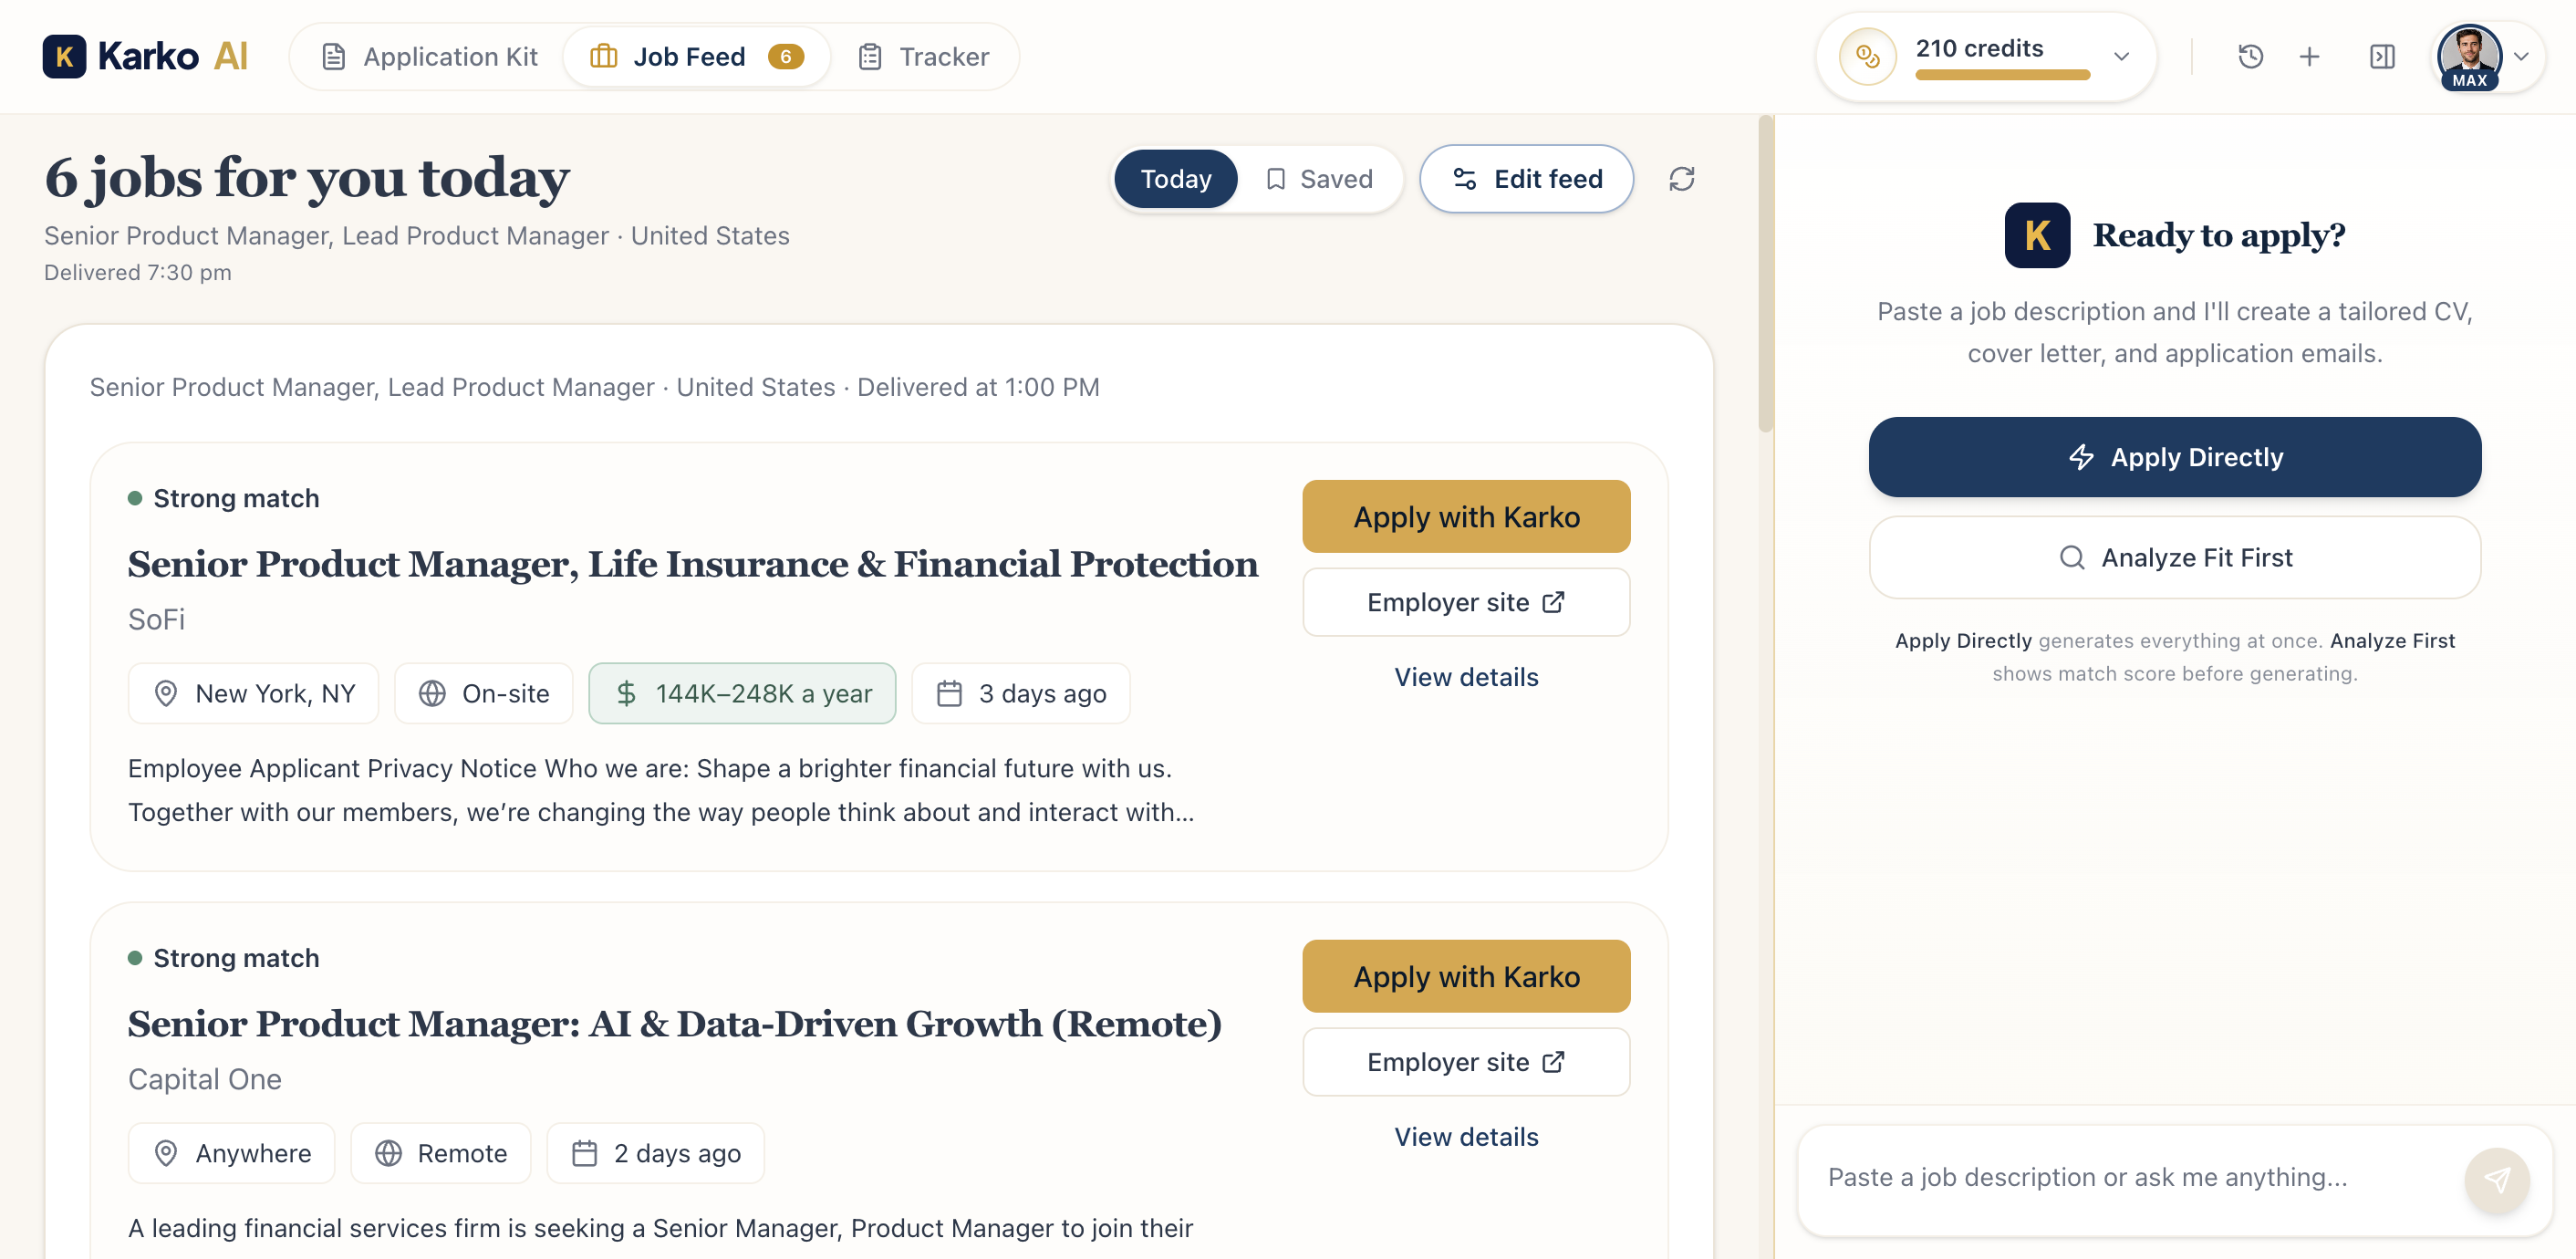 K Karko AI
Application Kit
Job Feed 6
Tracker
210 credits
MAX
6 jobs for you today
Senior Product Manager, Lead Product Manager · United States
Delivered 7:30 pm
Today
Saved
Edit feed
Senior Product Manager, Lead Product Manager · United States · Delivered at 1:00 PM
Strong match
Senior Product Manager, Life Insurance & Financial Protection
SoFi
New York, NY
On-site
$ 144K–248K a year
3 days ago
Employee Applicant Privacy Notice Who we are: Shape a brighter financial future with us.
Together with our members, we’re changing the way people think about and interact with...
Apply with Karko
Employer site
View details
Strong match
Senior Product Manager: AI & Data-Driven Growth (Remote)
Capital One
Anywhere
Remote
2 days ago
A leading financial services firm is seeking a Senior Manager, Product Manager to join their
Apply with Karko
Employer site
View details
K Ready to apply?
Paste a job description and I'll create a tailored CV,
cover letter, and application emails.
Apply Directly
Analyze Fit First
Apply Directly generates everything at once. Analyze First
shows match score before generating.
Paste a job description or ask me anything...